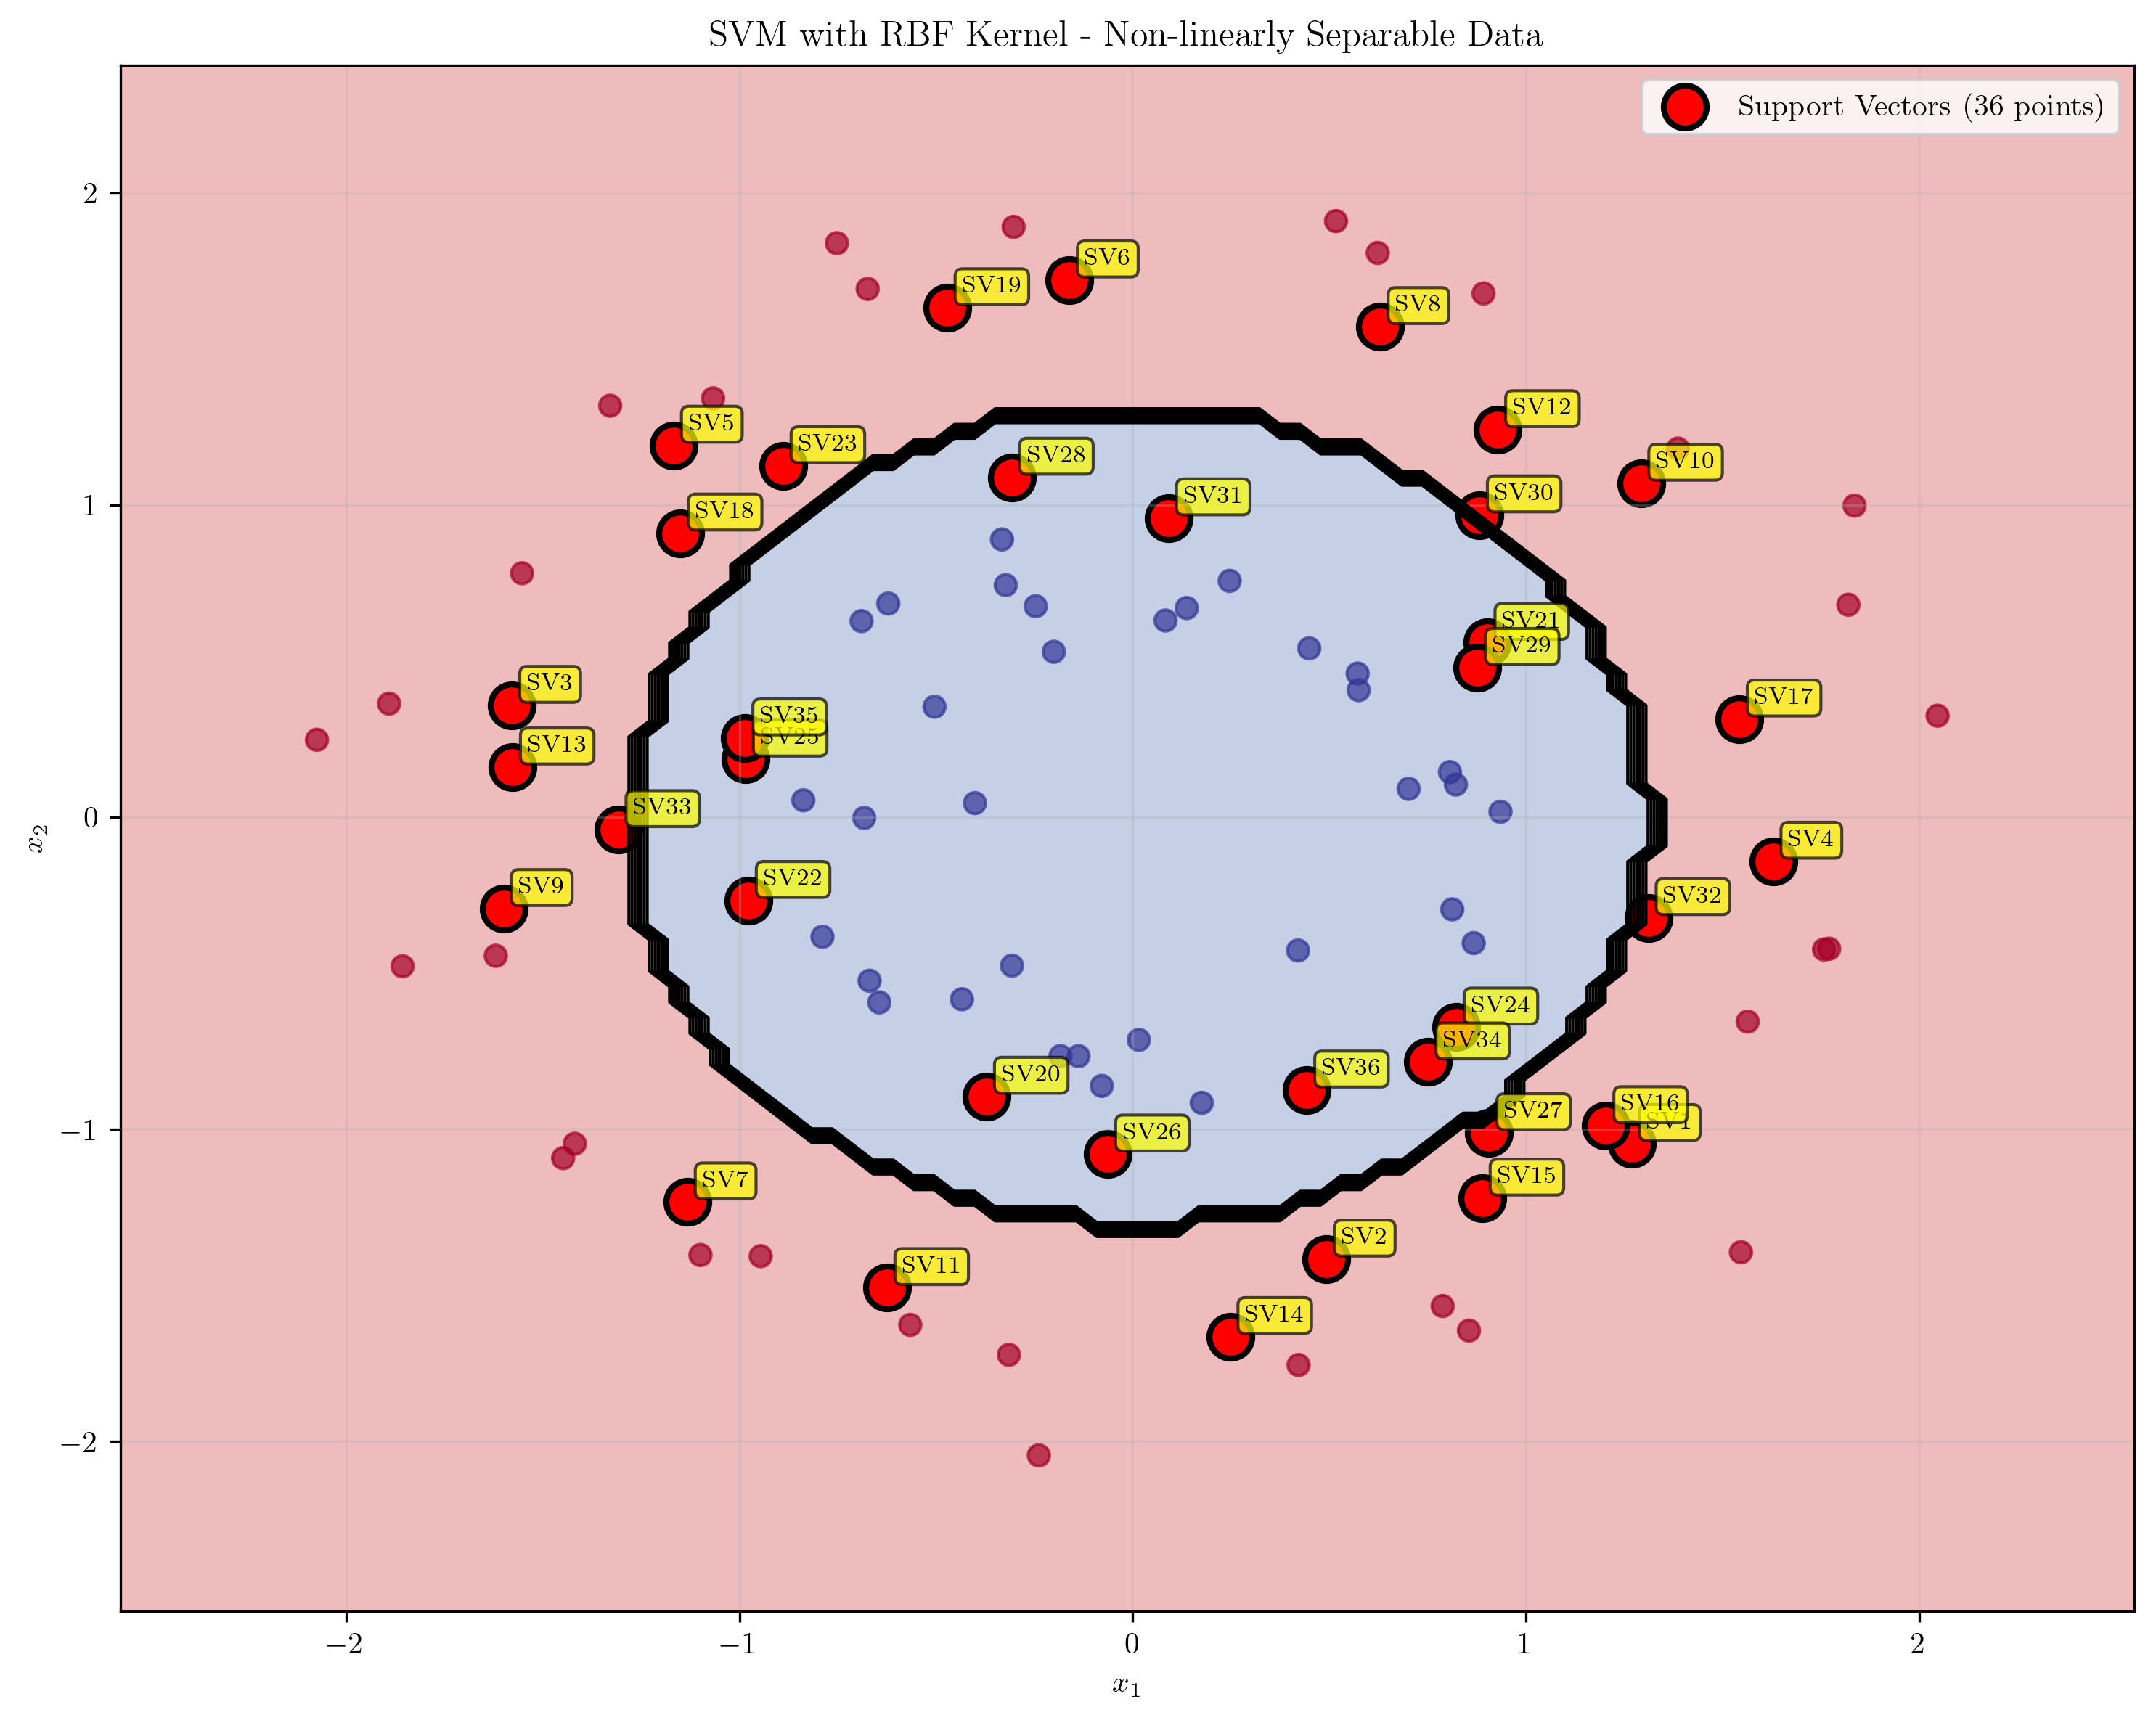 SVM with RBF Kernel - Non-linearly Separable Data
Support Vectors (36 points)
2
1
0
−1
−2
x₂
SV6
SV19
SV8
SV12
SV5
SV23
SV28
SV10
SV31
SV30
SV18
SV21
SV29
SV3
SV17
SV35
SV25
SV13
SV33
SV4
SV22
SV9
SV32
SV24
SV34
SV36
SV20
SV16
SV27
SV1
SV26
SV7
SV15
SV2
SV11
SV14
−2
−1
0
1
2
x₁